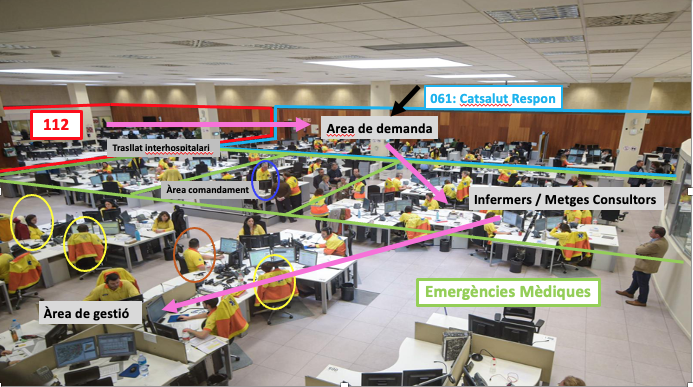 061: Catsalut Respon
112
Area de demanda
Trasllat interhospitalari
Àrea comandament
Infermers / Metges Consultors
Emergències Mèdiques
Àrea de gestió